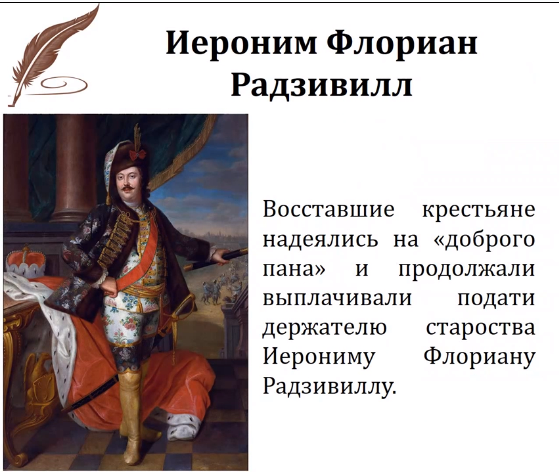 Иероним Флориан
Радзивилл
Восставшие крестьяне
надеялись на «доброго
пана» и продолжали
выплачивали подати
держателю староства
Иерониму Флориану
Радзивиллу.